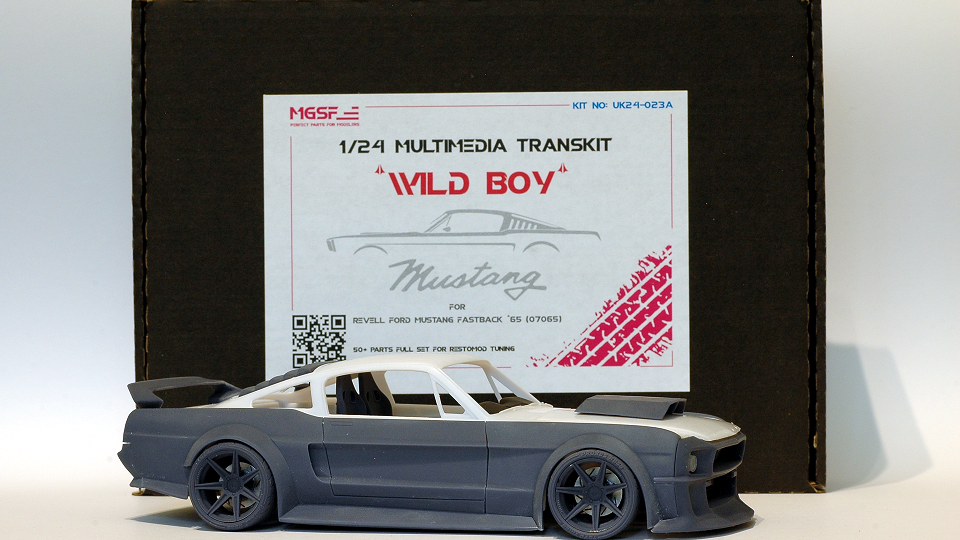 MGSF
PERFECT PARTS FOR MODELERS
KIT NO: UK24-023A
1/24 MULTIMEDIA TRANSKIT
"WILD BOY"
Mustang
FOR
REVELL FORD MUSTANG FASTBACK `65 (07065)
50+ PARTS FULL SET FOR RESTOMOD TUNING